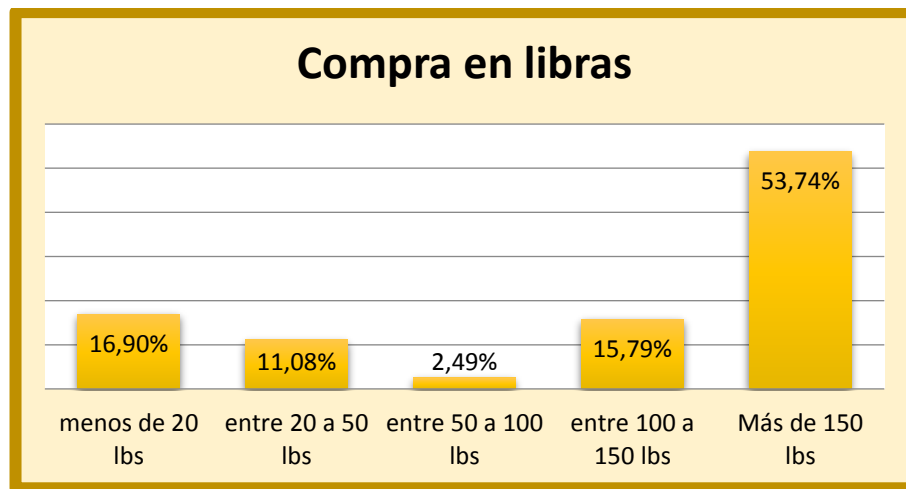 Compra en libras
53,74%
16,90%
11,08%
2,49%
15,79%
menos de 20
lbs
entre 20 a 50
lbs
entre 50 a 100
lbs
entre 100 a
150 lbs
Más de 150
lbs